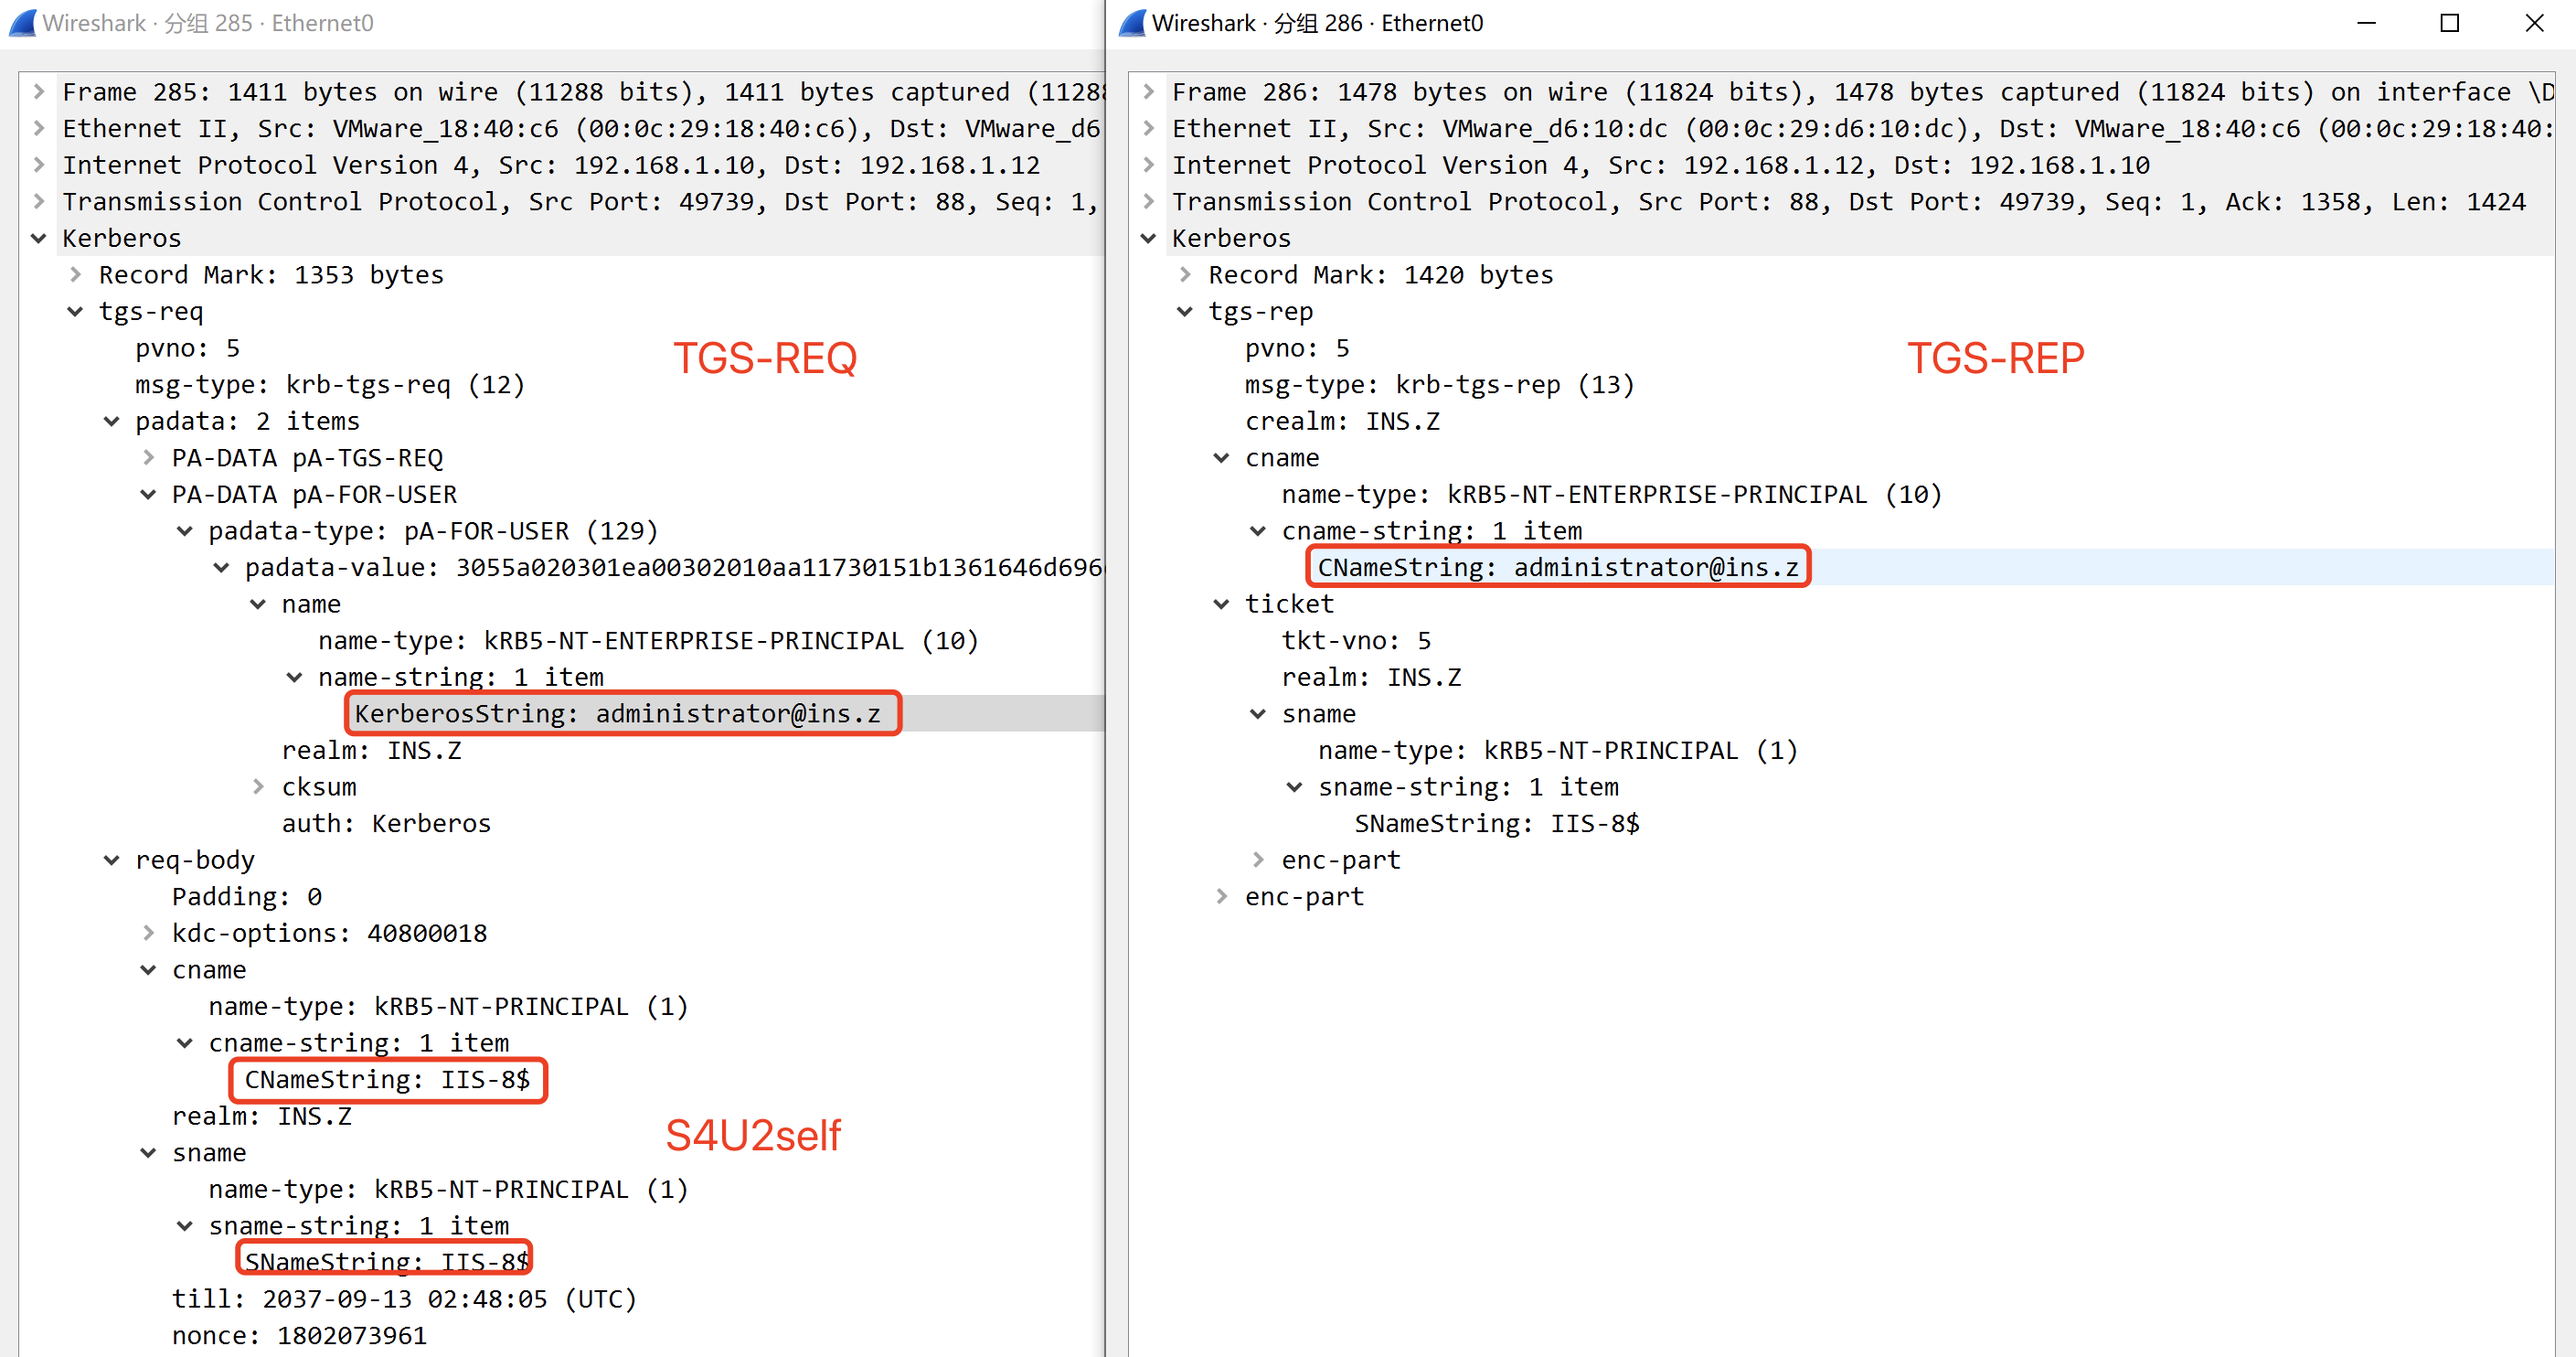 Wireshark · 分组 285 · Ethernet0
Frame 285: 1411 bytes on wire (11288 bits), 1411 bytes captured (11288
Ethernet II, Src: VMware_18:40:c6 (00:0c:29:18:40:c6), Dst: VMware_d6
Internet Protocol Version 4, Src: 192.168.1.10, Dst: 192.168.1.12
Transmission Control Protocol, Src Port: 49739, Dst Port: 88, Seq: 1,
Kerberos
Record Mark: 1353 bytes
tgs-req
pvno: 5
TGS-REQ
msg-type: krb-tgs-req (12)
padata: 2 items
PA-DATA pA-TGS-REQ
PA-DATA pA-FOR-USER
padata-type: pA-FOR-USER (129)
padata-value: 3055a020301ea00302010aa11730151b1361646d696
name
name-type: kRB5-NT-ENTERPRISE-PRINCIPAL (10)
name-string: 1 item
KerberosString: administrator@ins.z
realm: INS.Z
cksum
auth: Kerberos
req-body
Padding: 0
kdc-options: 40800018
cname
name-type: kRB5-NT-PRINCIPAL (1)
cname-string: 1 item
CNameString: IIS-8$
realm: INS.Z
S4U2self
sname
name-type: kRB5-NT-PRINCIPAL (1)
sname-string: 1 item
SNameString: IIS-8$
till: 2037-09-13 02:48:05 (UTC)
nonce: 1802073961
Wireshark · 分组 286 · Ethernet0
Frame 286: 1478 bytes on wire (11824 bits), 1478 bytes captured (11824 bits) on interface \D
Ethernet II, Src: VMware_d6:10:dc (00:0c:29:d6:10:dc), Dst: VMware_18:40:c6 (00:0c:29:18:40:
Internet Protocol Version 4, Src: 192.168.1.12, Dst: 192.168.1.10
Transmission Control Protocol, Src Port: 88, Dst Port: 49739, Seq: 1, Ack: 1358, Len: 1424
Kerberos
Record Mark: 1420 bytes
tgs-rep
pvno: 5
TGS-REP
msg-type: krb-tgs-rep (13)
crealm: INS.Z
cname
name-type: kRB5-NT-ENTERPRISE-PRINCIPAL (10)
cname-string: 1 item
CNameString: administrator@ins.z
ticket
tkt-vno: 5
realm: INS.Z
sname
name-type: kRB5-NT-PRINCIPAL (1)
sname-string: 1 item
SNameString: IIS-8$
enc-part
enc-part